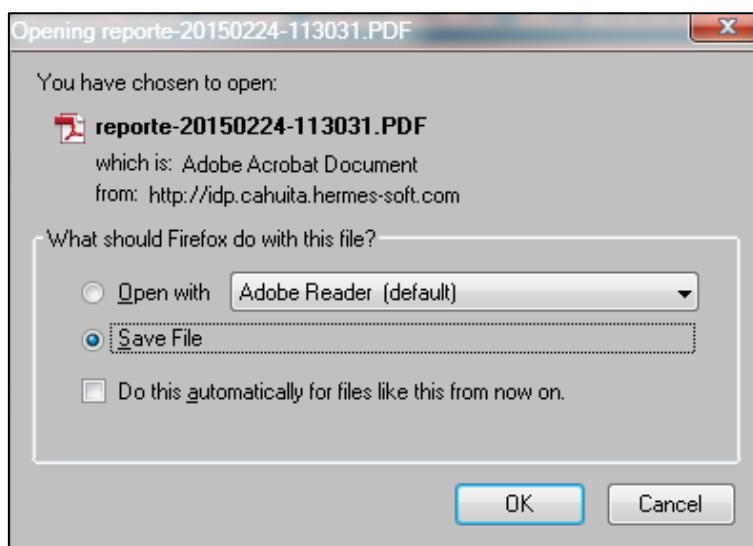 Opening reporte-20150224-113031.PDF
You have chosen to open:
reporte-20150224-113031.PDF
which is: Adobe Acrobat Document
from: http://idp.cahuita.hermes-soft.com
What should Firefox do with this file?
Open with Adobe Reader (default)
Save File
Do this automatically for files like this from now on.
OK Cancel